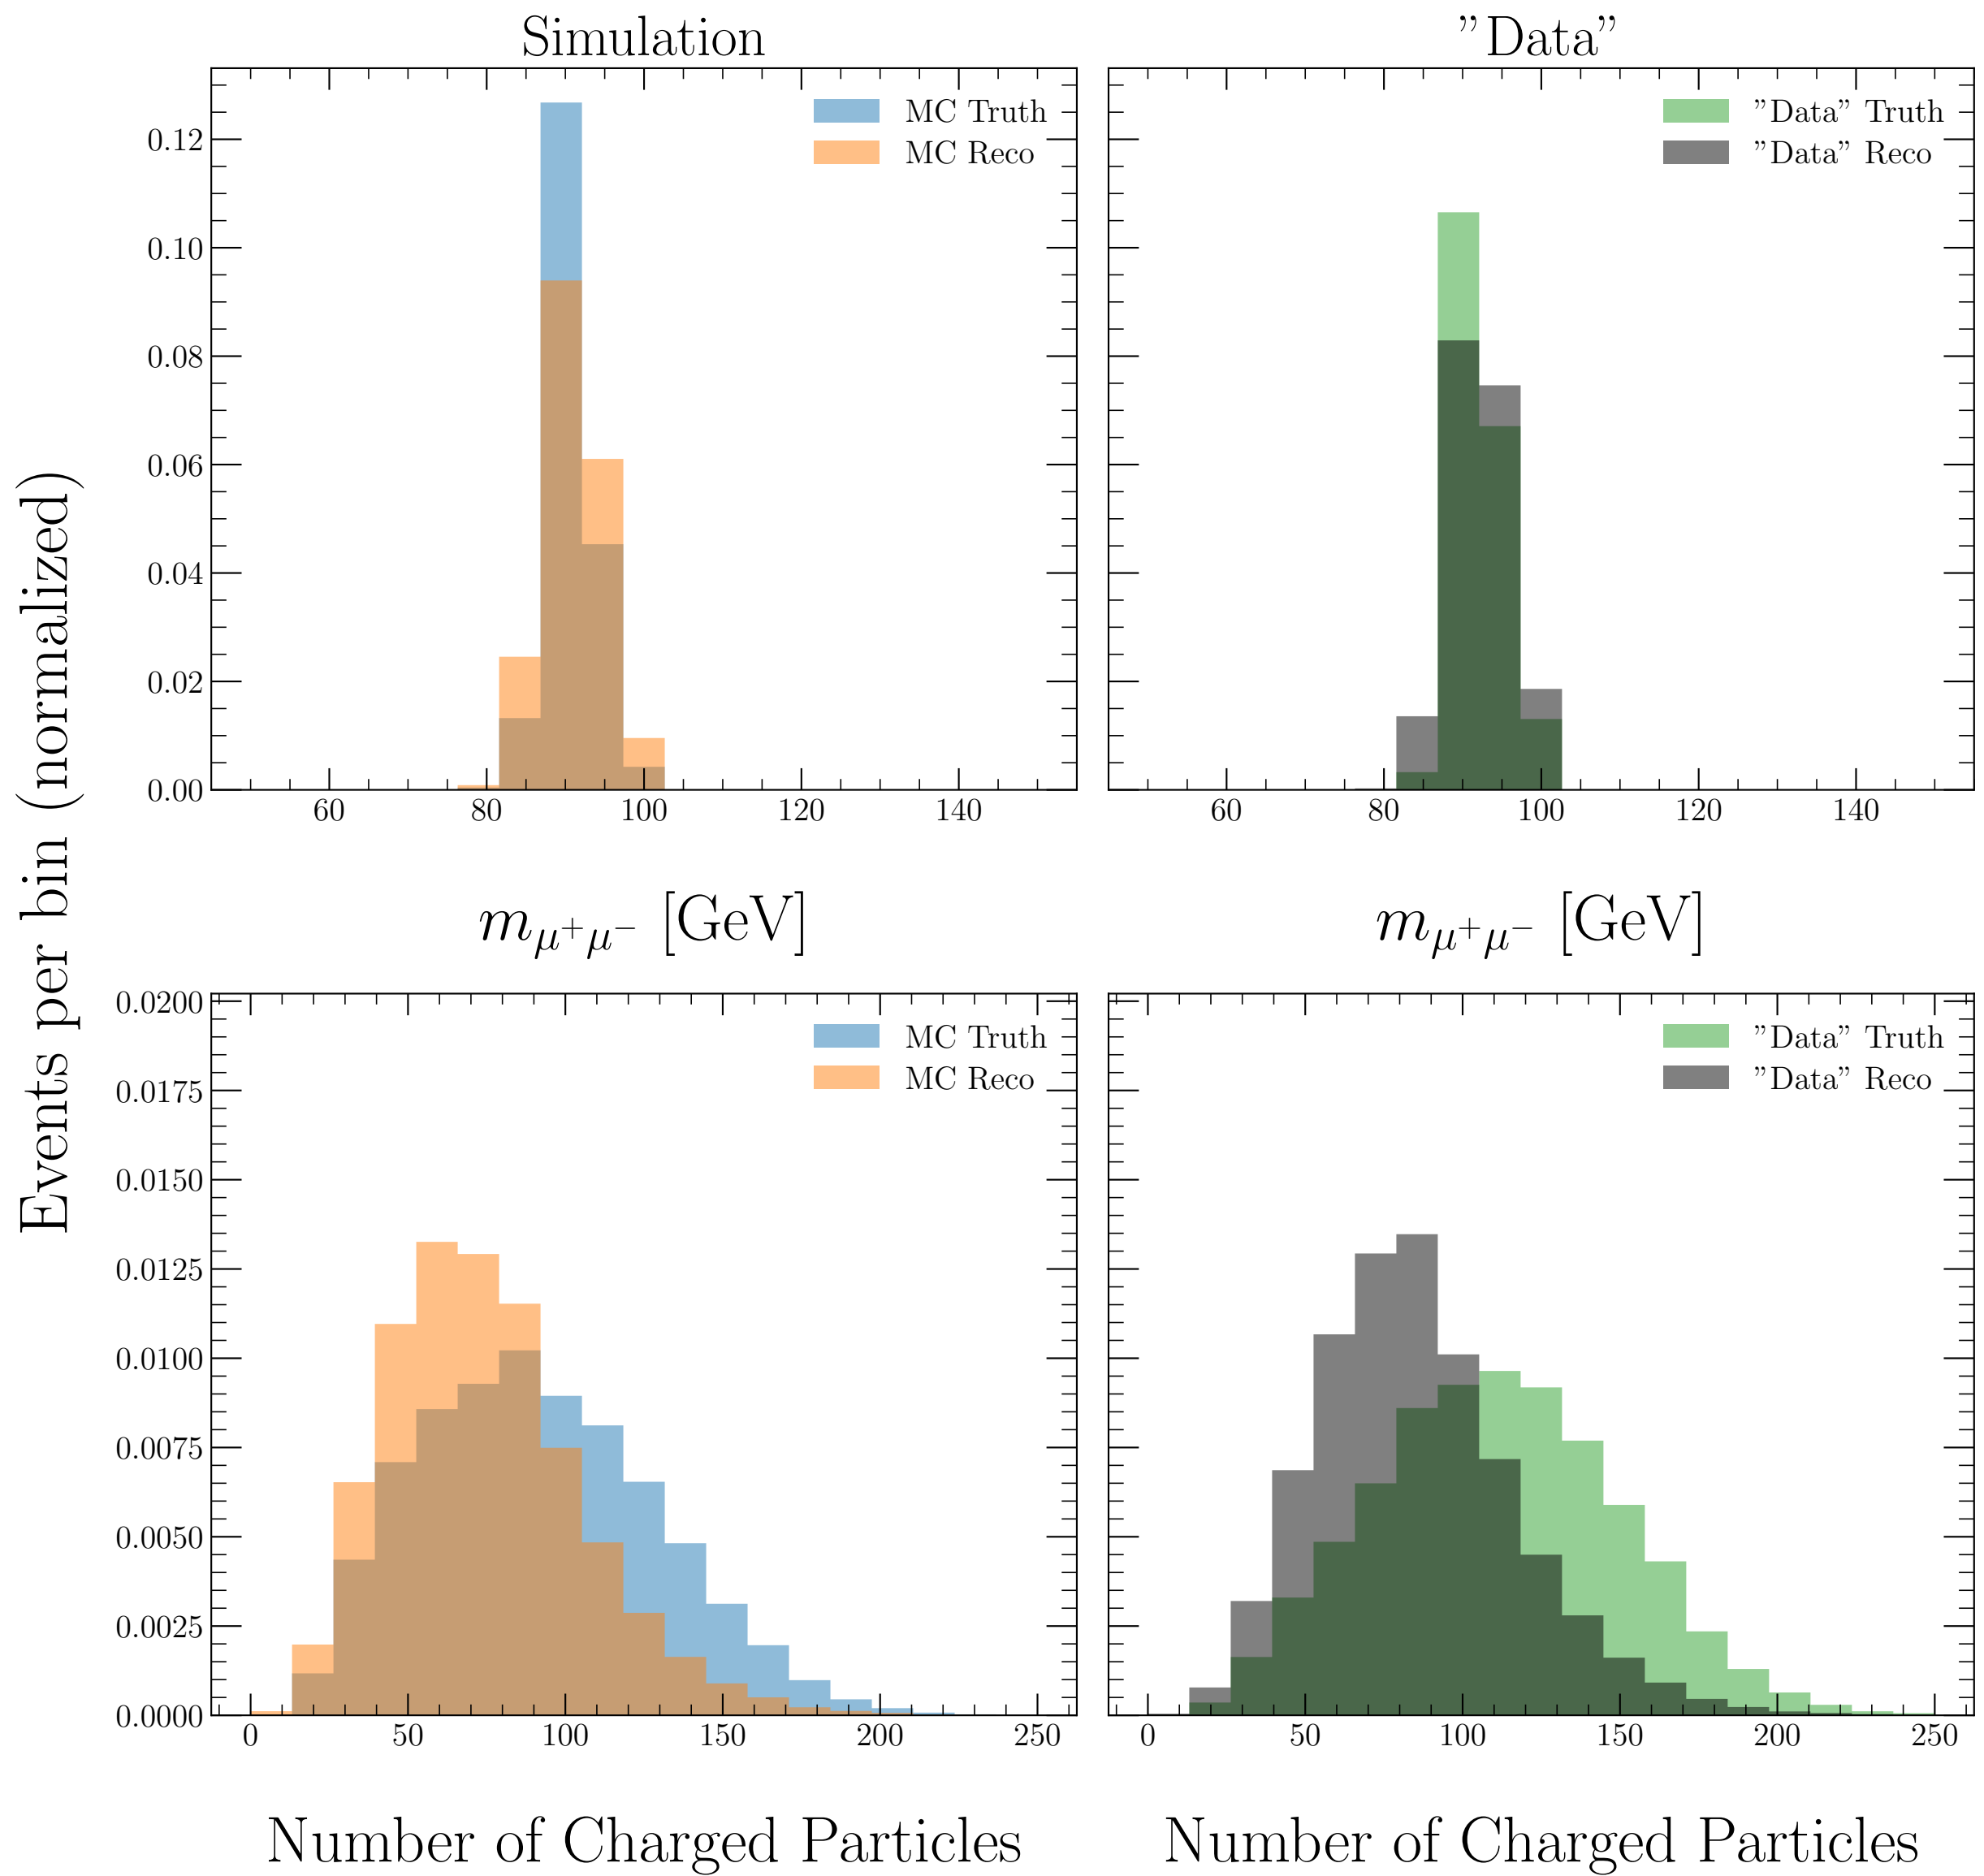 Simulation
"Data"
Events per bin (normalized)
0.12
0.10
0.08
0.06
0.04
0.02
0.00
MC Truth
MC Reco
60 80 100 120 140
m_{μ⁺μ⁻} [GeV]
"Data" Truth
"Data" Reco
60 80 100 120 140
m_{μ⁺μ⁻} [GeV]
0.0200
0.0175
0.0150
0.0125
0.0100
0.0075
0.0050
0.0025
0.0000
MC Truth
MC Reco
0 50 100 150 200 250
Number of Charged Particles
"Data" Truth
"Data" Reco
0 50 100 150 200 250
Number of Charged Particles